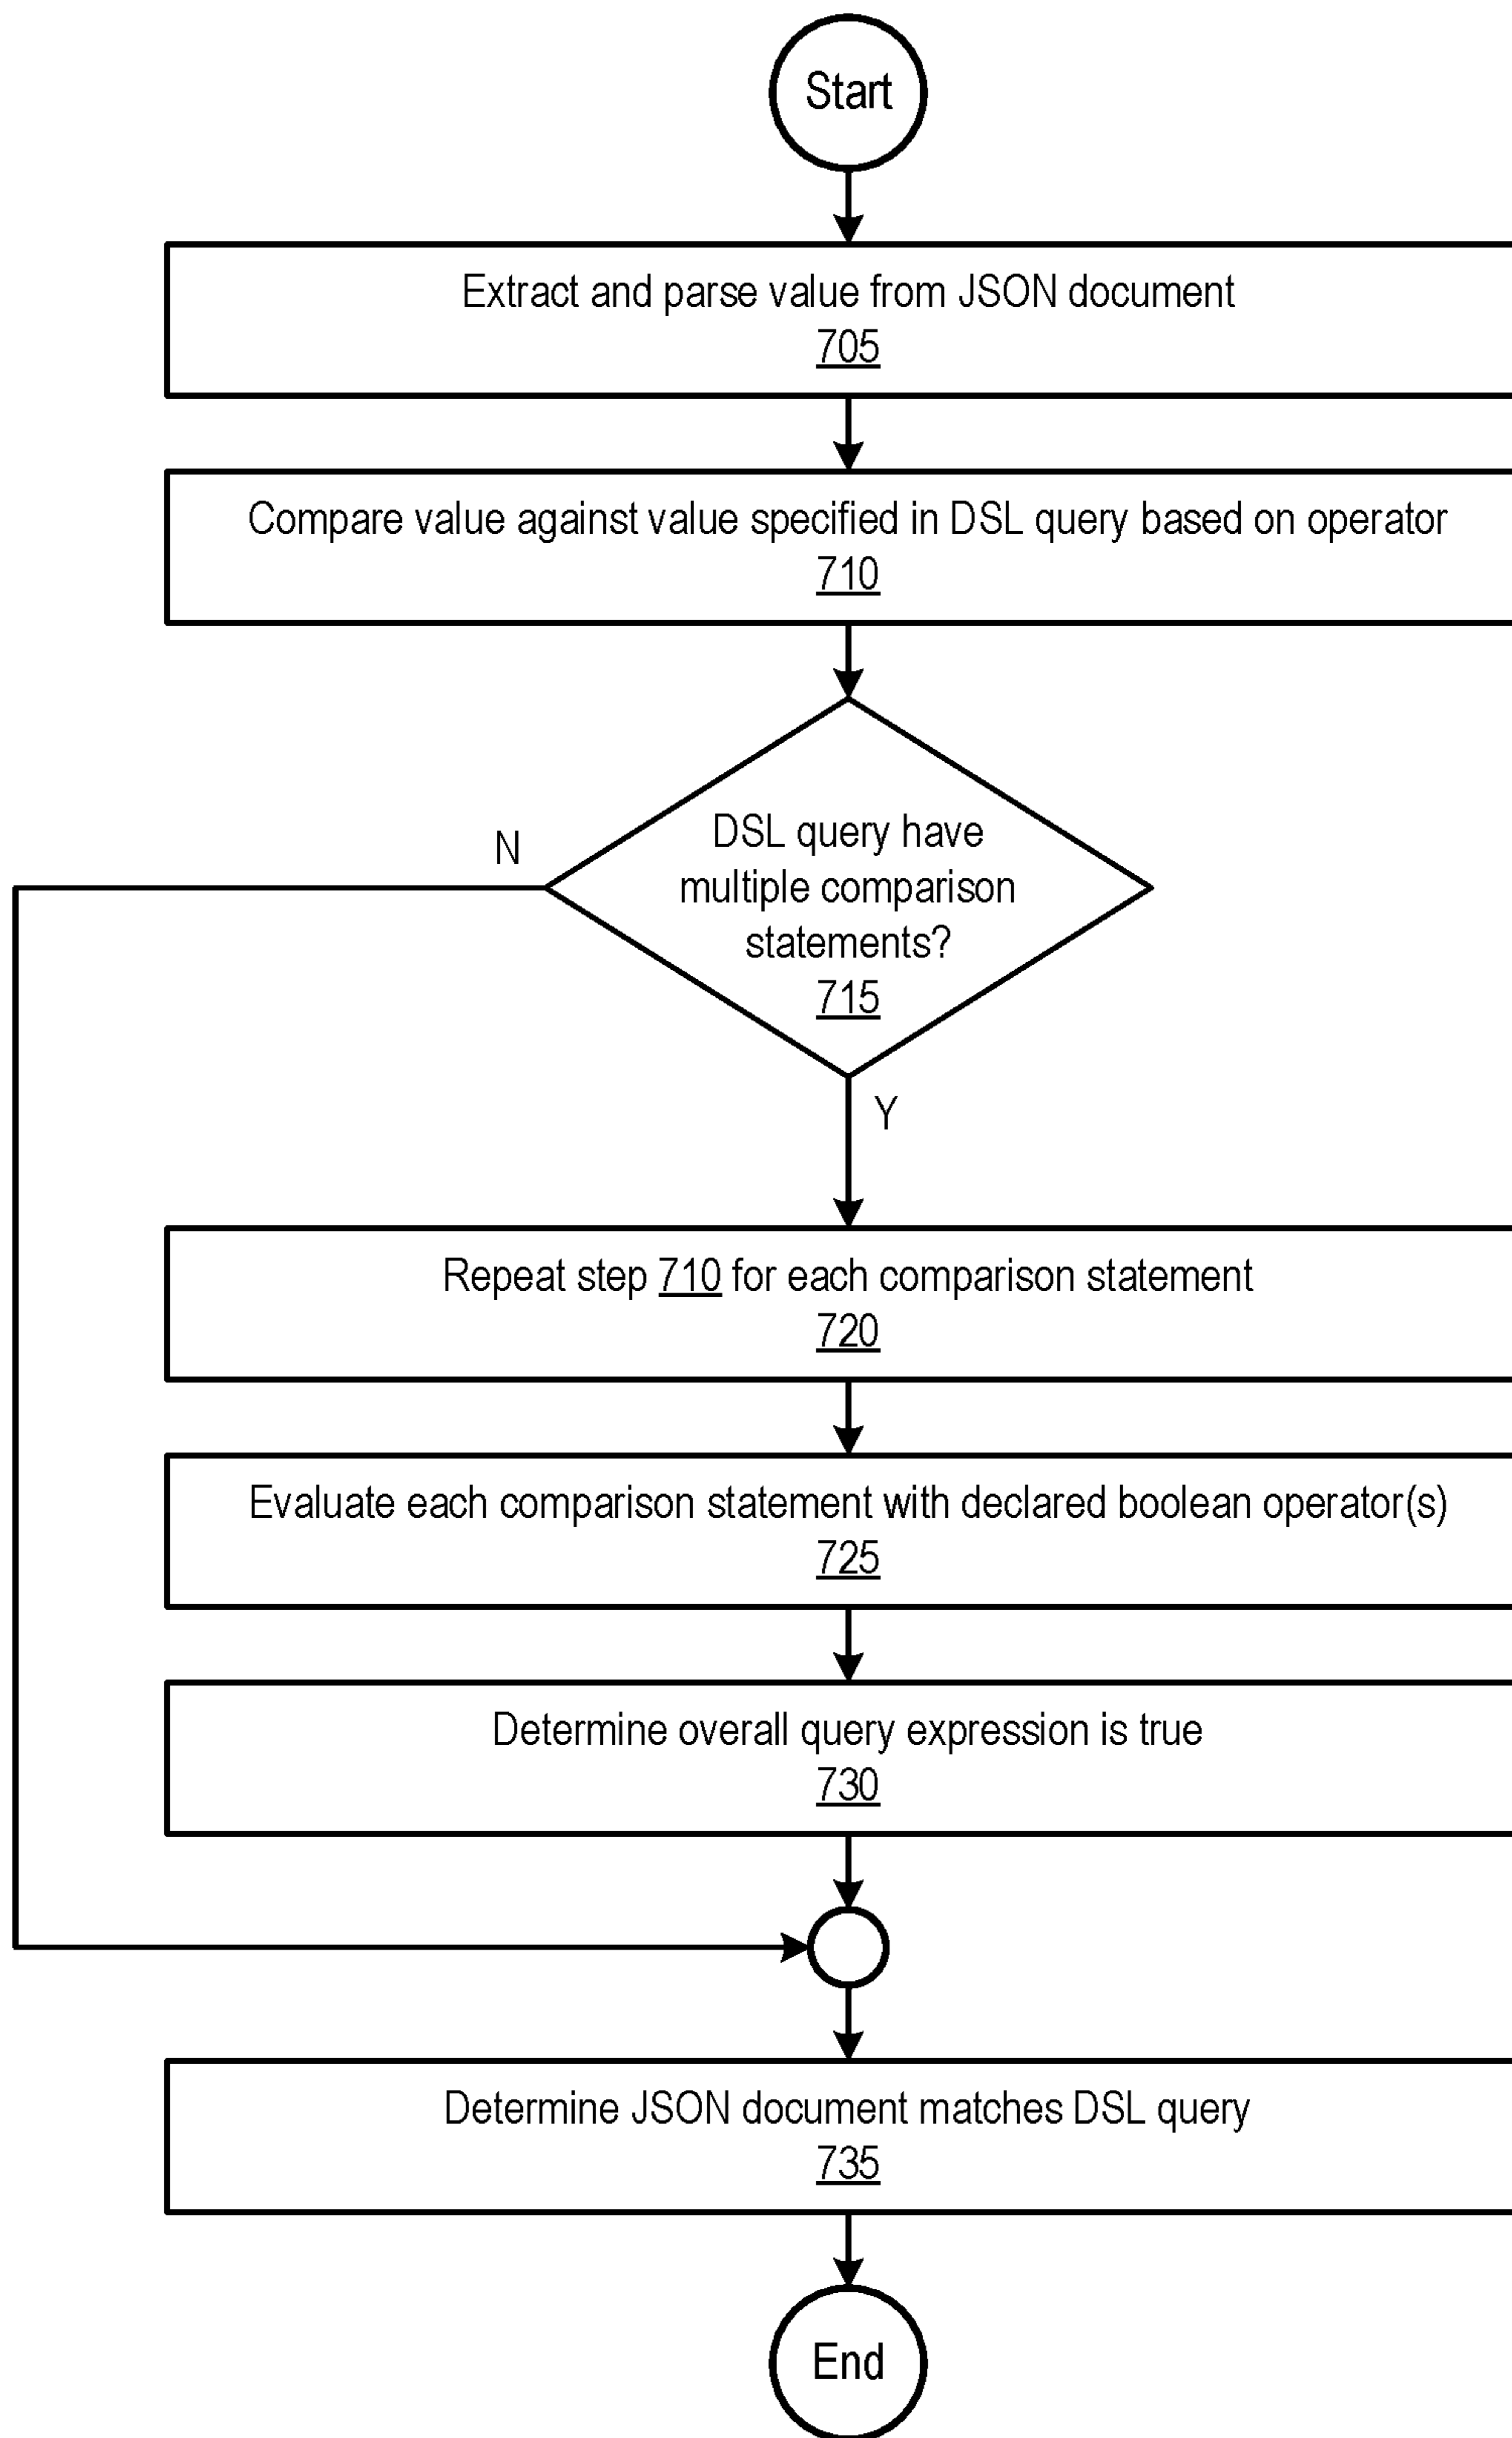 Start
Extract and parse value from JSON document
705
Compare value against value specified in DSL query based on operator
710
DSL query have
multiple comparison
statements?
715
N
Y
Repeat step 710 for each comparison statement
720
Evaluate each comparison statement with declared boolean operator(s)
725
Determine overall query expression is true
730
Determine JSON document matches DSL query
735
End